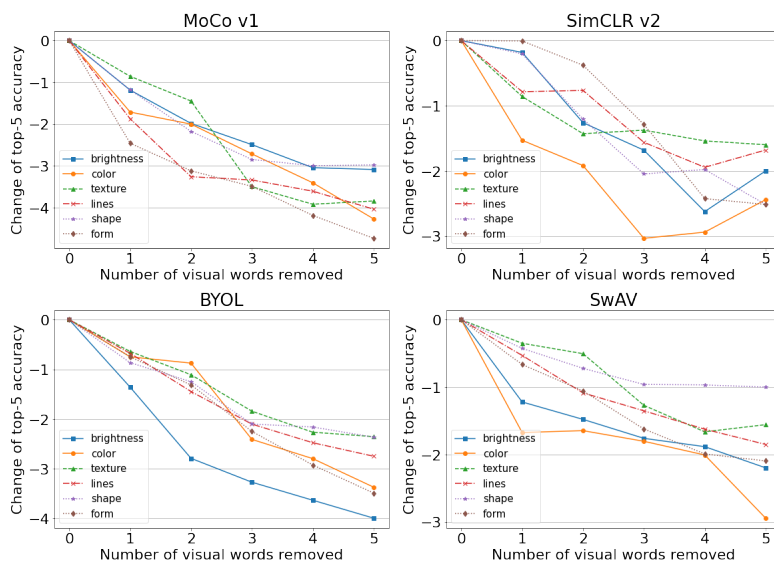 MoCo v1
Change of top-5 accuracy
0
−1
−2
−3
−4
brightness
color
texture
lines
shape
form
0 1 2 3 4 5
Number of visual words removed
SimCLR v2
Change of top-5 accuracy
0
−1
−2
−3
brightness
color
texture
lines
shape
form
0 1 2 3 4 5
Number of visual words removed
BYOL
Change of top-5 accuracy
0
−1
−2
−3
−4
brightness
color
texture
lines
shape
form
0 1 2 3 4 5
Number of visual words removed
SwAV
Change of top-5 accuracy
0
−1
−2
−3
brightness
color
texture
lines
shape
form
0 1 2 3 4 5
Number of visual words removed